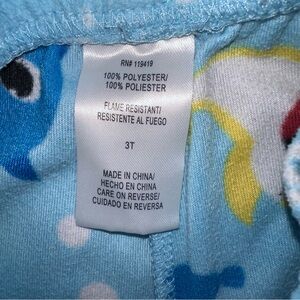 RN# 119419
100% POLYESTER/
100% POLIESTER
FLAME RESISTANT/
RESISTENTE AL FUEGO
3T
MADE IN CHINA/
HECHO EN CHINA
CARE ON REVERSE/
CUIDADO EN REVERSA